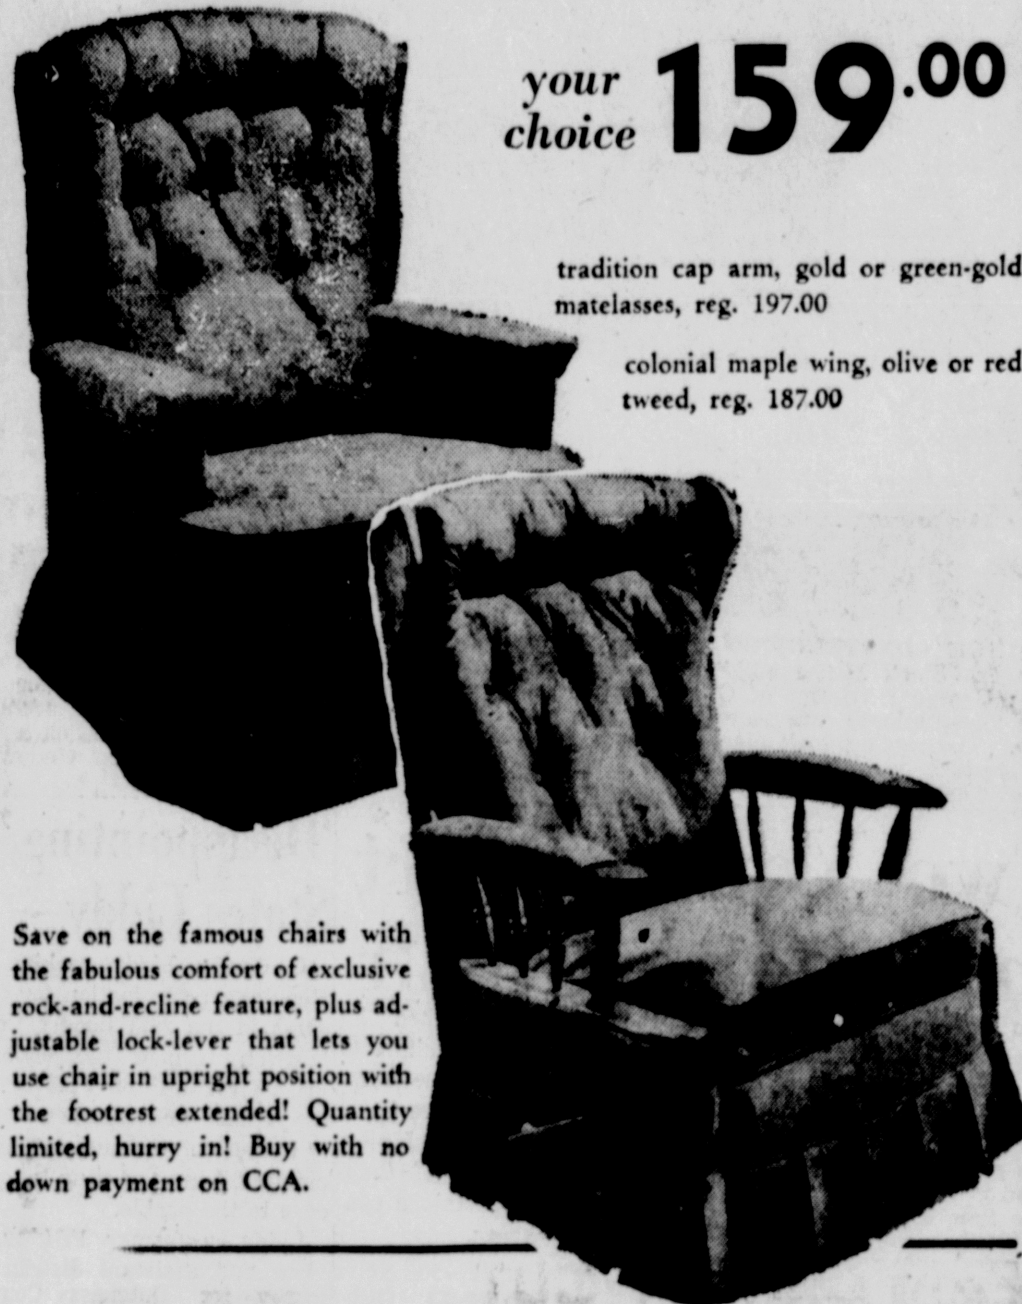 your
choice 159.00
tradition cap arm, gold or green-gold
matelasses, reg. 197.00
colonial maple wing, olive or red
tweed, reg. 187.00
Save on the famous chairs with
the fabulous comfort of exclusive
rock-and-recline feature, plus ad-
justable lock-lever that lets you
use chair in upright position with
the footrest extended! Quantity
limited, hurry in! Buy with no
down payment on CCA.